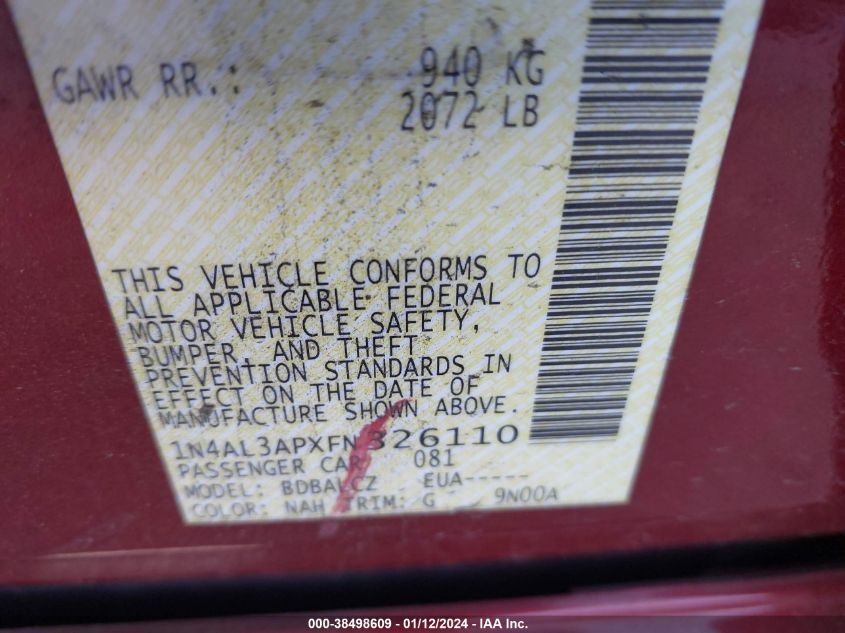 GAWR RR.: 940 KG
2072 LB
THIS VEHICLE CONFORMS TO
ALL APPLICABLE FEDERAL
MOTOR VEHICLE SAFETY,
BUMPER, AND THEFT
PREVENTION STANDARDS IN
EFFECT ON THE DATE OF
MANUFACTURE SHOWN ABOVE.
1N4AL3APXFN326110
PASSENGER CAR 081
MODEL: BDBALCZ EUA-----
COLOR: NAH TRIM: G 9N00A
000-38498609 - 01/12/2024 - IAA Inc.